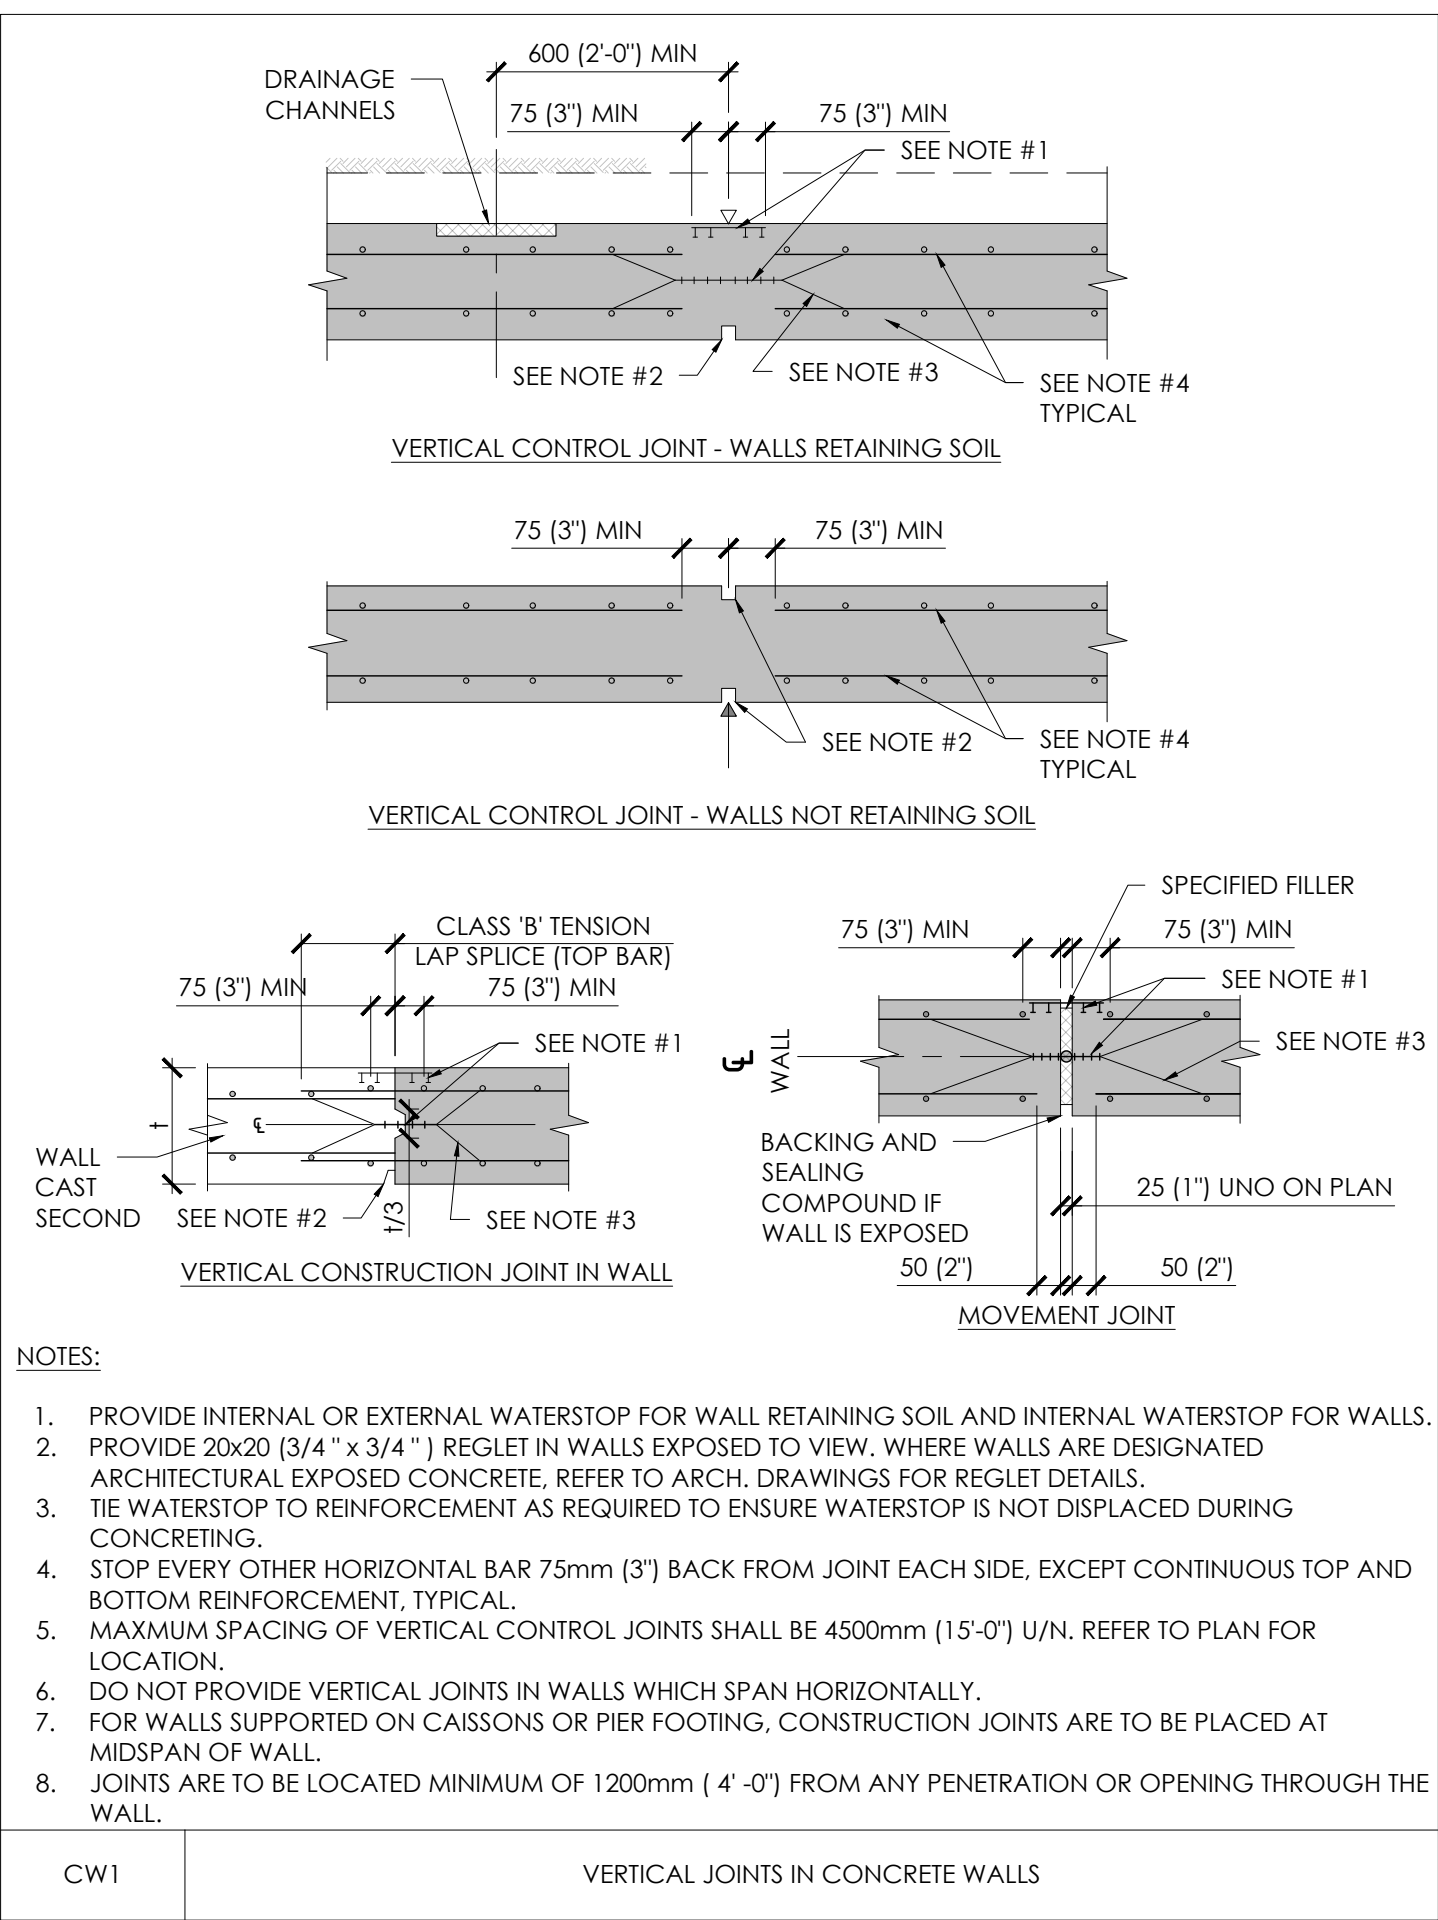 600 (2'-0") MIN
DRAINAGE
CHANNELS
75 (3") MIN
75 (3") MIN
SEE NOTE #1
SEE NOTE #2
SEE NOTE #3
SEE NOTE #4
TYPICAL
VERTICAL CONTROL JOINT - WALLS RETAINING SOIL
75 (3") MIN
75 (3") MIN
SEE NOTE #2
SEE NOTE #4
TYPICAL
VERTICAL CONTROL JOINT - WALLS NOT RETAINING SOIL
CLASS 'B' TENSION
LAP SPLICE (TOP BAR)
75 (3") MIN
75 (3") MIN
SEE NOTE #1
t
℄
WALL
CAST
SECOND
SEE NOTE #2
t/3
SEE NOTE #3
VERTICAL CONSTRUCTION JOINT IN WALL
SPECIFIED FILLER
75 (3") MIN
75 (3") MIN
SEE NOTE #1
SEE NOTE #3
℄
WALL
BACKING AND
SEALING
COMPOUND IF
WALL IS EXPOSED
25 (1") UNO ON PLAN
50 (2")
50 (2")
MOVEMENT JOINT
NOTES:
1. PROVIDE INTERNAL OR EXTERNAL WATERSTOP FOR WALL RETAINING SOIL AND INTERNAL WATERSTOP FOR WALLS.
2. PROVIDE 20x20 (3/4 " x 3/4 " ) REGLET IN WALLS EXPOSED TO VIEW. WHERE WALLS ARE DESIGNATED
ARCHITECTURAL EXPOSED CONCRETE, REFER TO ARCH. DRAWINGS FOR REGLET DETAILS.
3. TIE WATERSTOP TO REINFORCEMENT AS REQUIRED TO ENSURE WATERSTOP IS NOT DISPLACED DURING
CONCRETING.
4. STOP EVERY OTHER HORIZONTAL BAR 75mm (3") BACK FROM JOINT EACH SIDE, EXCEPT CONTINUOUS TOP AND
BOTTOM REINFORCEMENT, TYPICAL.
5. MAXMUM SPACING OF VERTICAL CONTROL JOINTS SHALL BE 4500mm (15'-0") U/N. REFER TO PLAN FOR
LOCATION.
6. DO NOT PROVIDE VERTICAL JOINTS IN WALLS WHICH SPAN HORIZONTALLY.
7. FOR WALLS SUPPORTED ON CAISSONS OR PIER FOOTING, CONSTRUCTION JOINTS ARE TO BE PLACED AT
MIDSPAN OF WALL.
8. JOINTS ARE TO BE LOCATED MINIMUM OF 1200mm ( 4' -0") FROM ANY PENETRATION OR OPENING THROUGH THE
WALL.
CW1
VERTICAL JOINTS IN CONCRETE WALLS